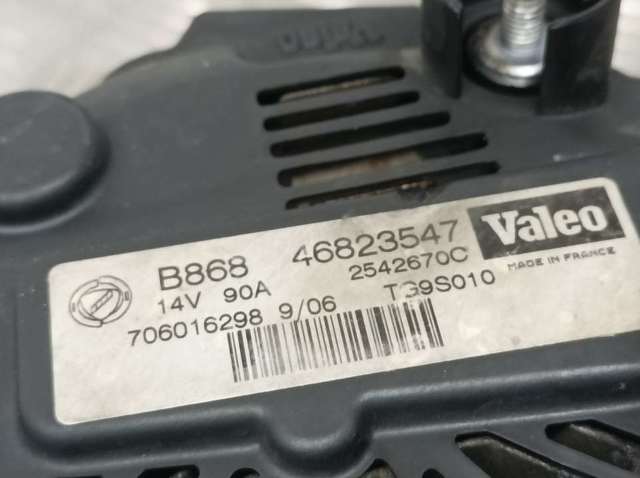 Valeo
B868 46823547
14V 90A 2542670C
MADE IN FRANCE
706016298 9/06 TG9S010